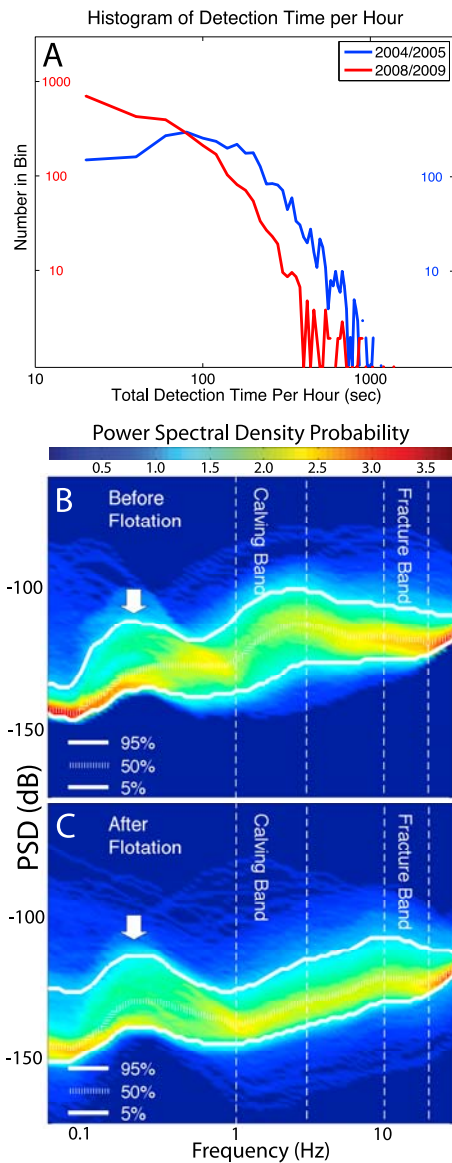 Histogram of Detection Time per Hour
A
2004/2005
2008/2009
1000
100
10
100
10
Number in Bin
10
100
1000
Total Detection Time Per Hour (sec)
Power Spectral Density Probability
0.5
1.0
1.5
2.0
2.5
3.0
3.5
B
Before
Flotation
Calving Band
Fracture Band
-100
-150
95%
50%
5%
PSD (dB)
C
After
Flotation
Calving Band
Fracture Band
-100
-150
95%
50%
5%
0.1
1
10
Frequency (Hz)